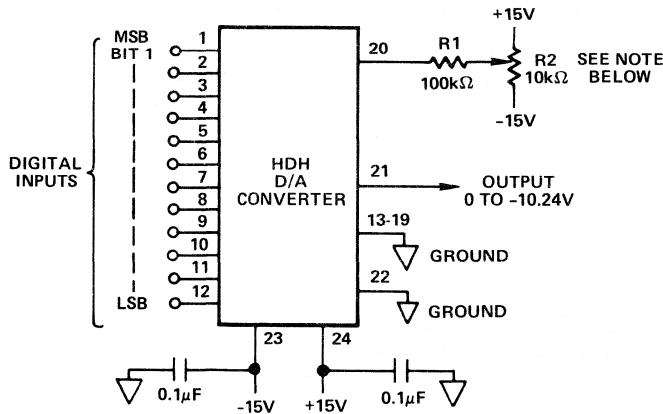 MSB
BIT 1
1
2
3
4
5
6
7
8
9
10
11
12
LSB
DIGITAL
INPUTS
HDH
D/A
CONVERTER
20
R1
100kΩ
+15V
R2
10kΩ
-15V
SEE NOTE
BELOW
21
OUTPUT
0 TO -10.24V
13-19
GROUND
22
GROUND
23
24
0.1μF
-15V
+15V
0.1μF